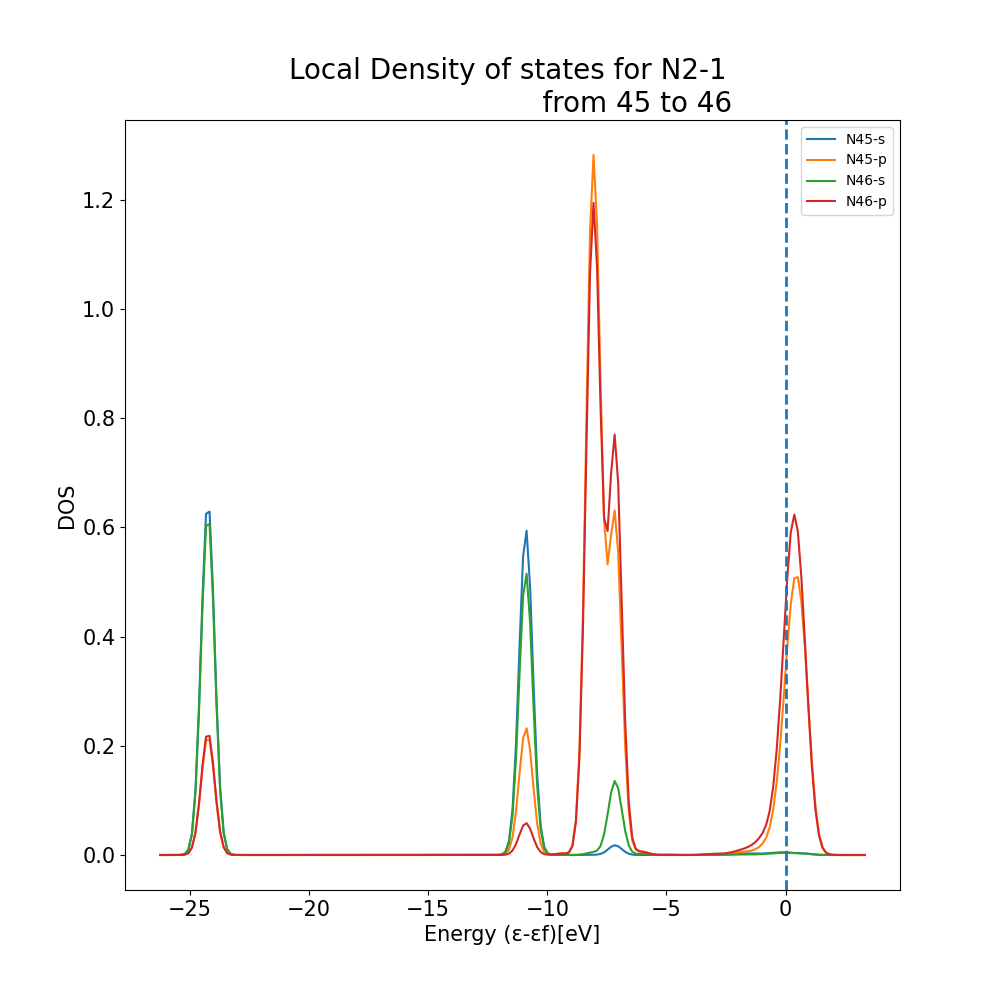 Local Density of states for N2-1
from 45 to 46
N45-s
N45-p
N46-s
N46-p
DOS
1.2
1.0
0.8
0.6
0.4
0.2
0.0
−25
−20
−15
−10
−5
0
Energy (ε-εf)[eV]